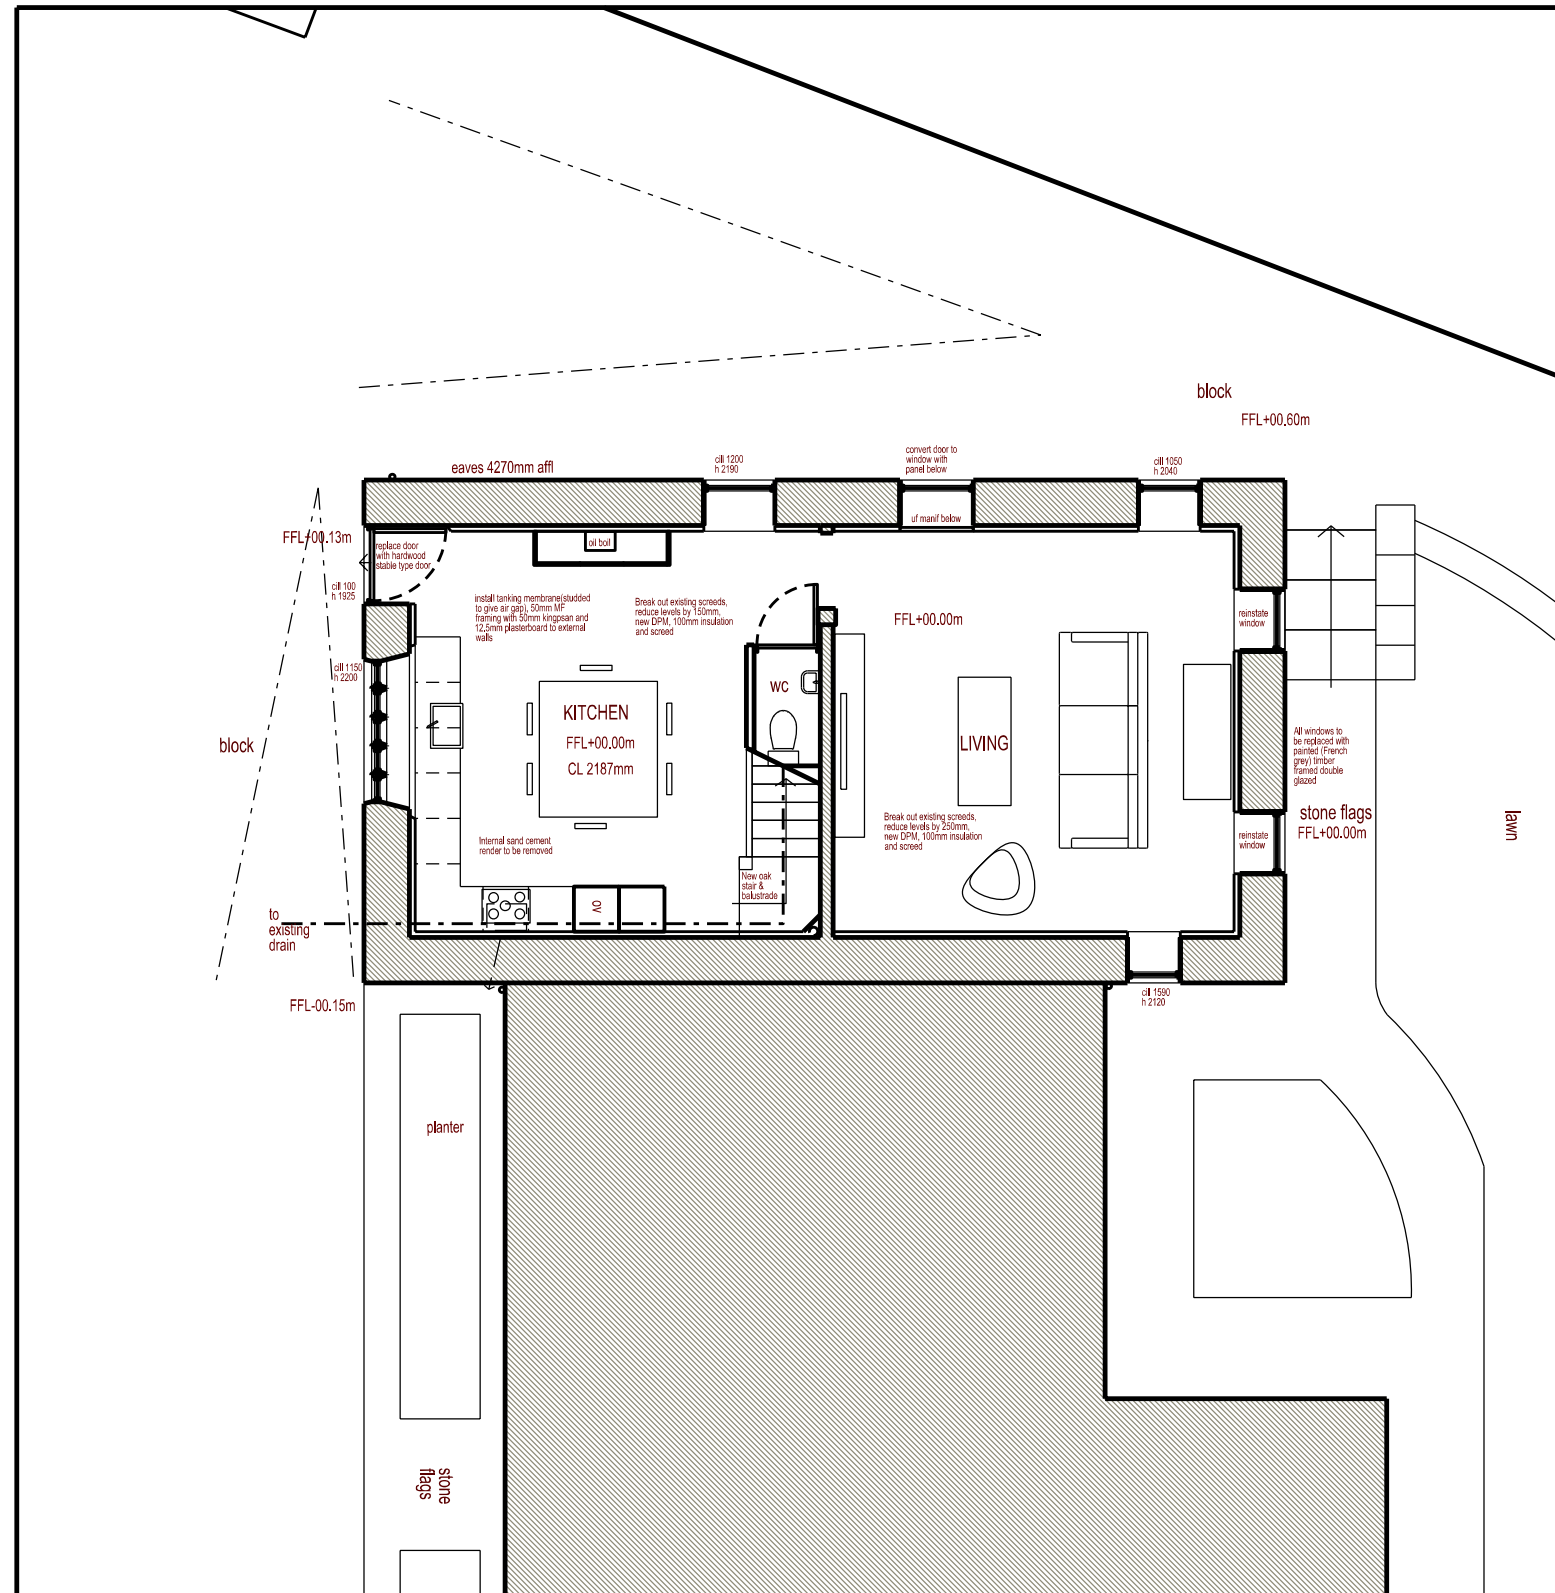 block
FFL+00.60m
eaves 4270mm affl
cill 1200
h 2190
convert door to
window with
panel below
cill 1050
h 2040
uf manif below
FFL+00.13m
replace door
with hardwood
stable type door
oil boil
cill 100
h 1925
install tanking membrane(studded
to give air gap), 50mm MF
framing with 50mm kingspan and
12.5mm plasterboard to external
walls
Break out existing screeds,
reduce levels by 150mm,
new DPM, 100mm insulation
and screed
FFL+00.00m
reinstate
window
cill 1150
h 2200
WC
KITCHEN
FFL+00.00m
CL 2187mm
LIVING
block
All windows to
be replaced with
painted (French
grey) timber
framed double
glazed
stone flags
FFL+00.00m
lawn
Break out existing screeds,
reduce levels by 250mm,
new DPM, 100mm insulation
and screed
reinstate
window
Internal sand cement
render to be removed
New oak
stair &
balustrade
OV
to
existing
drain
FFL-00.15m
cill 1590
h 2120
planter
stone
flags